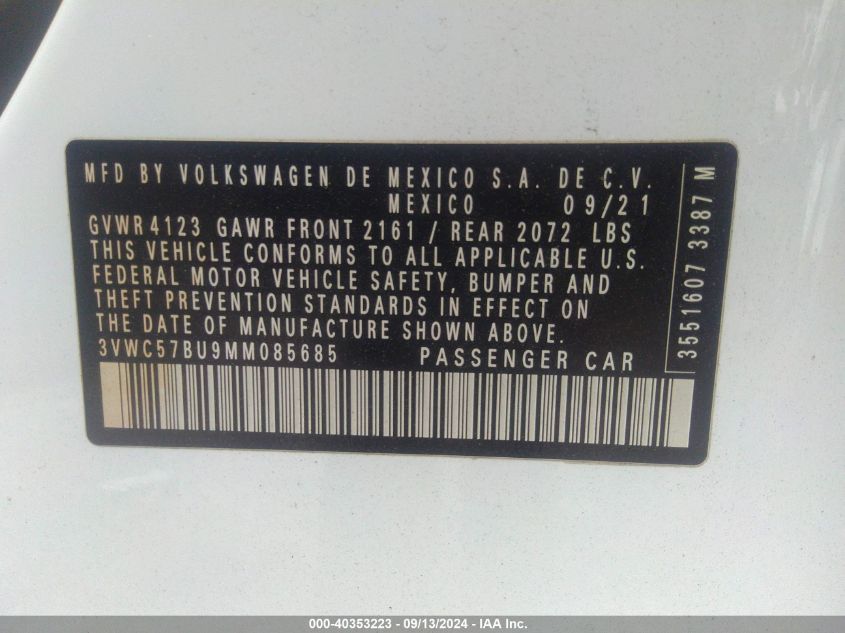 MFD BY VOLKSWAGEN DE MEXICO S.A. DE C.V.
MEXICO 09/21
GVWR 4123 GAWR FRONT 2161 / REAR 2072 LBS
THIS VEHICLE CONFORMS TO ALL APPLICABLE U.S.
FEDERAL MOTOR VEHICLE SAFETY, BUMPER AND
THEFT PREVENTION STANDARDS IN EFFECT ON
THE DATE OF MANUFACTURE SHOWN ABOVE.
3VWC57BU9MM085685 PASSENGER CAR
3551607 3387 M
000-40353223 - 09/13/2024 - IAA Inc.